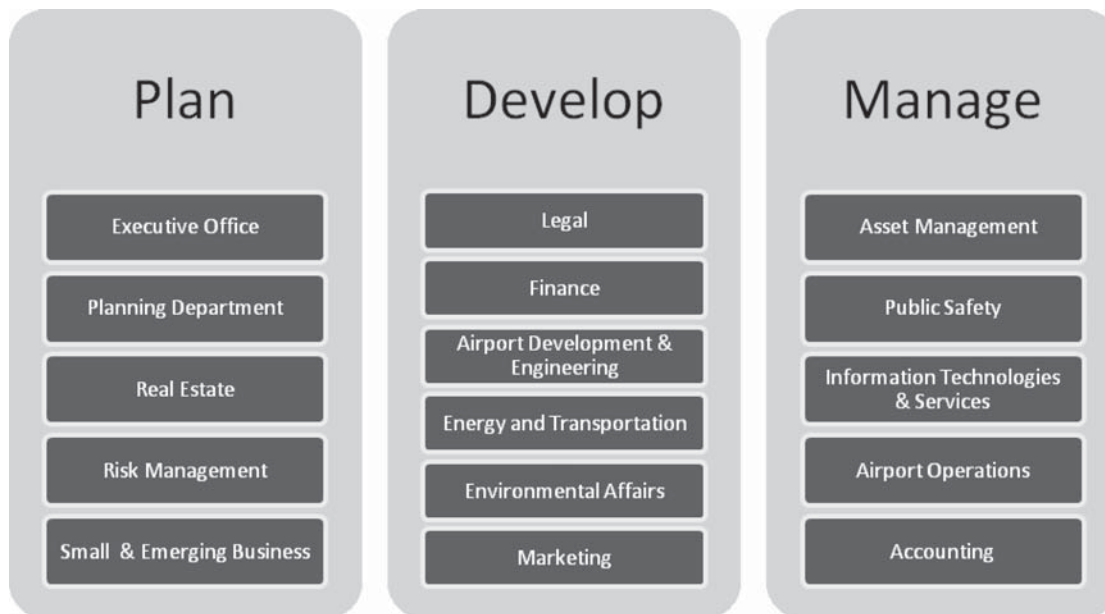 Plan
Executive Office
Planning Department
Real Estate
Risk Management
Small & Emerging Business
Develop
Legal
Finance
Airport Development &
Engineering
Energy and Transportation
Environmental Affairs
Marketing
Manage
Asset Management
Public Safety
Information Technologies
& Services
Airport Operations
Accounting